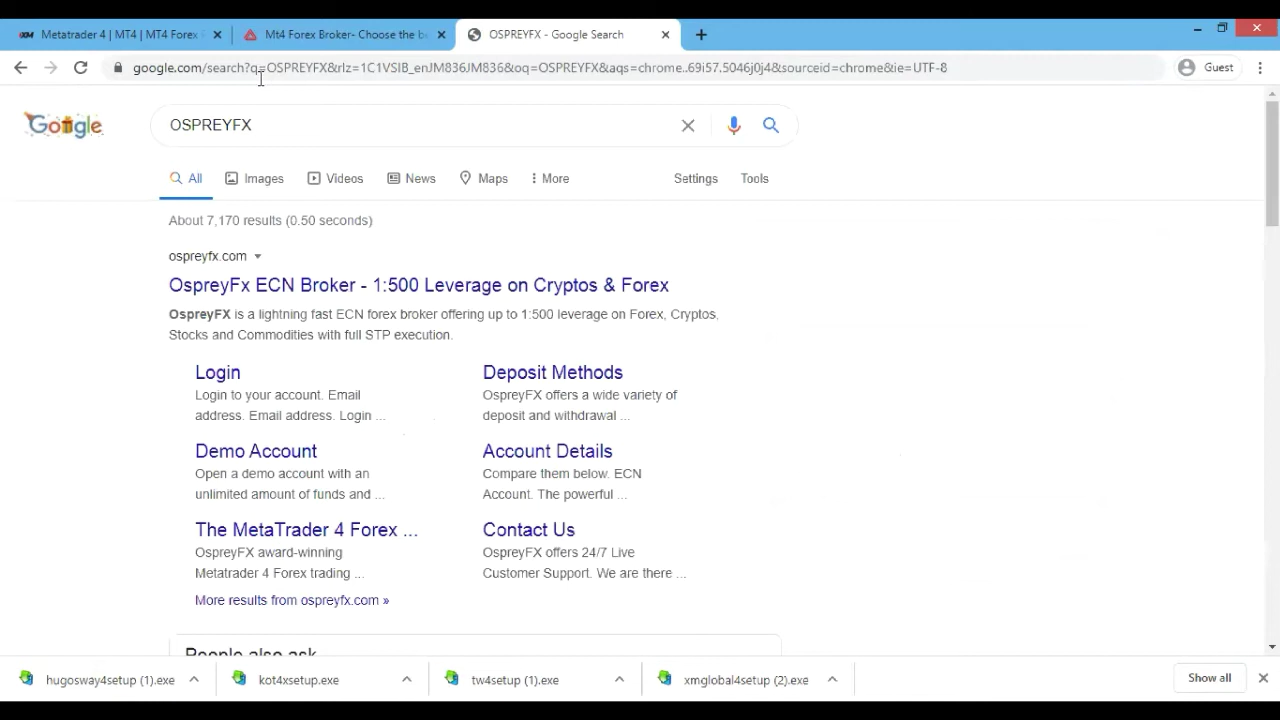 Metatrader 4 | MT4 | MT4 Forex
Mt4 Forex Broker- Choose the b
OSPREYFX - Google Search
google.com/search?q=OSPREYFX&rlz=1C1VSIB_enJM836JM836&oq=OSPREYFX&aqs=chrome..69i57.5046j0j4&sourceid=chrome&ie=UTF-8
Guest
Google
OSPREYFX
All
Images
Videos
News
Maps
More
Settings
Tools
About 7,170 results (0.50 seconds)
ospreyfx.com
OspreyFx ECN Broker - 1:500 Leverage on Cryptos & Forex
OspreyFX is a lightning fast ECN forex broker offering up to 1:500 leverage on Forex, Cryptos,
Stocks and Commodities with full STP execution.
Login
Login to your account. Email
address. Email address. Login ...
Deposit Methods
OspreyFX offers a wide variety of
deposit and withdrawal ...
Demo Account
Open a demo account with an
unlimited amount of funds and ...
Account Details
Compare them below. ECN
Account. The powerful ...
The MetaTrader 4 Forex ...
OspreyFX award-winning
Metatrader 4 Forex trading ...
Contact Us
OspreyFX offers 24/7 Live
Customer Support. We are there ...
More results from ospreyfx.com »
People also ask
hugosway4setup (1).exe
kot4xsetup.exe
tw4setup (1).exe
xmglobal4setup (2).exe
Show all